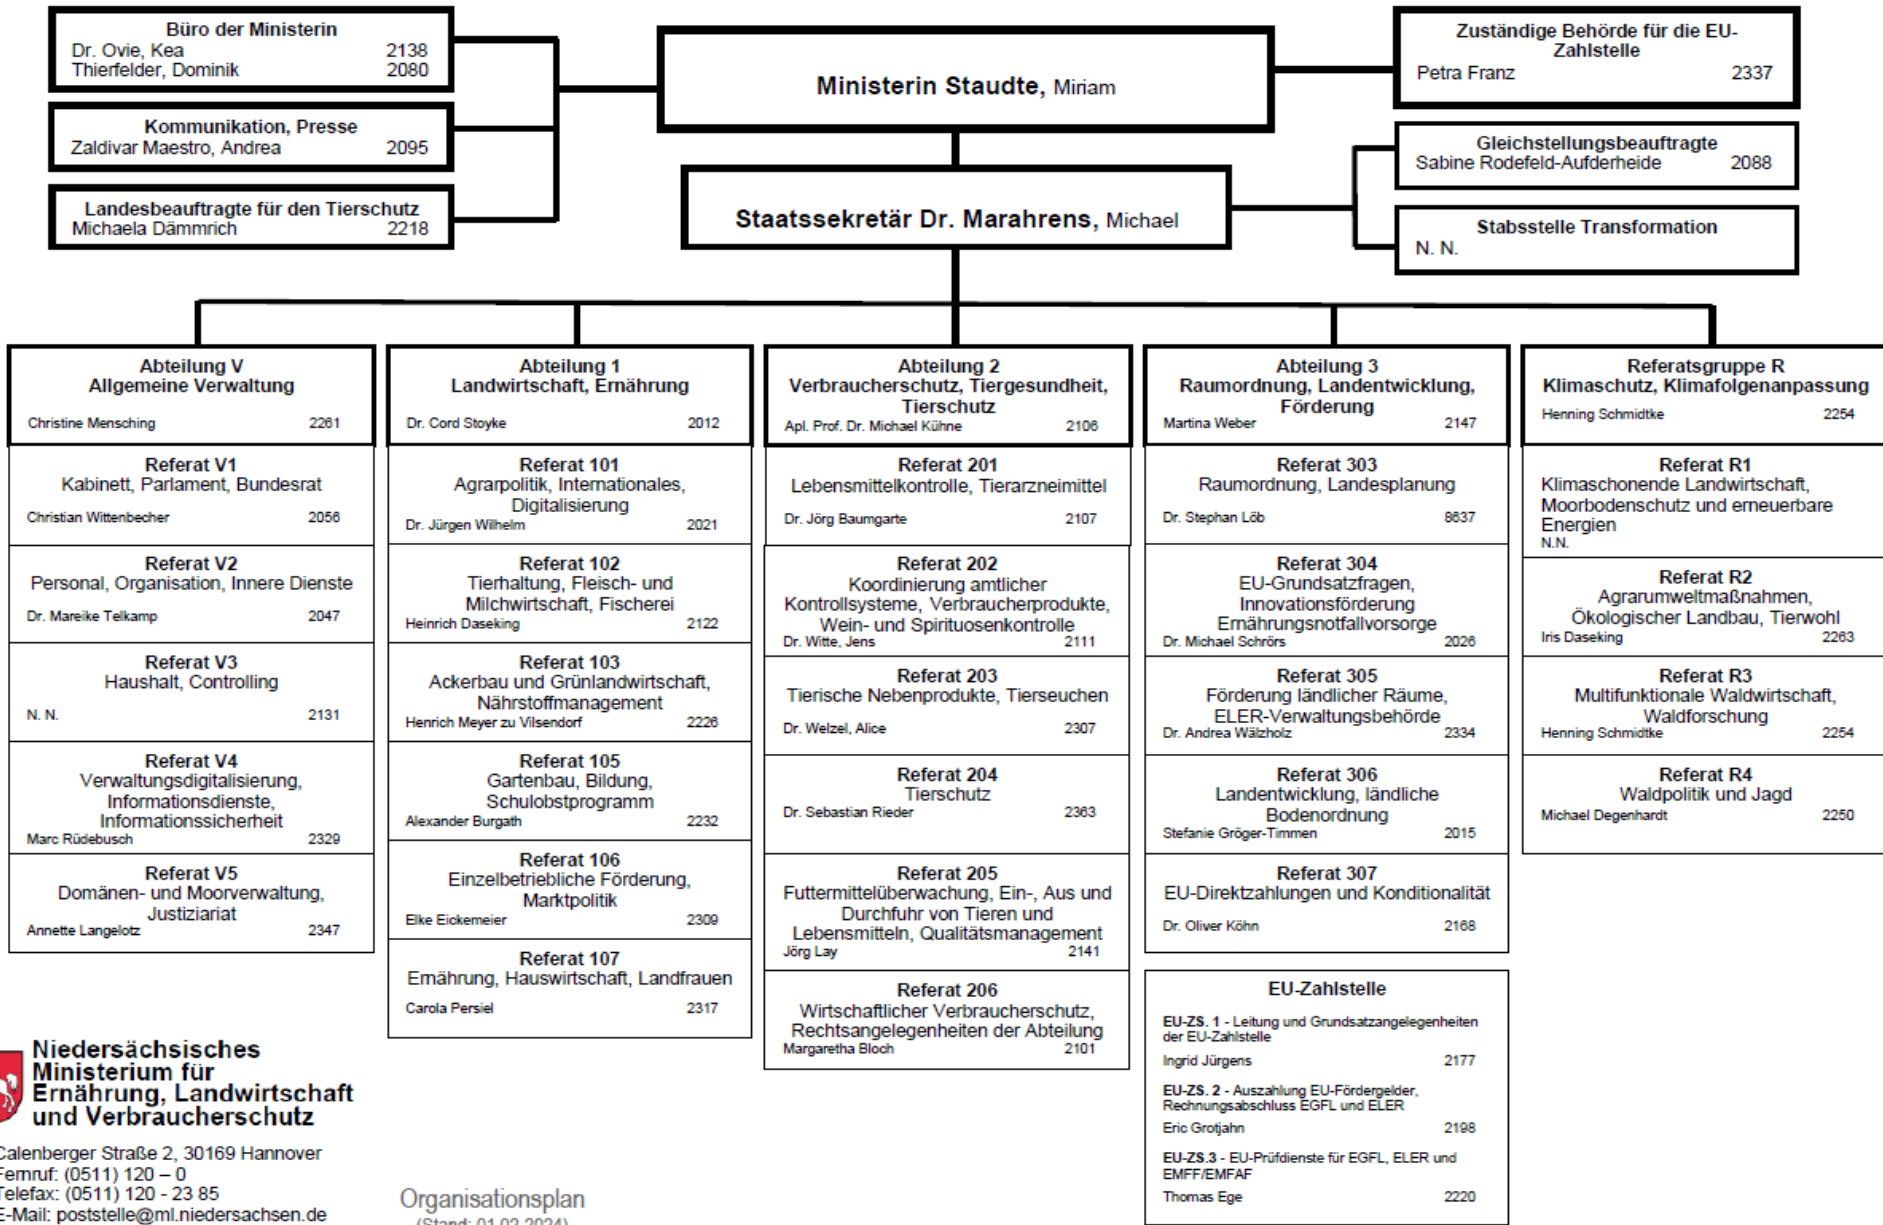 Büro der Ministerin
Dr. Ovie, Kea 2138
Thierfelder, Dominik 2080
Kommunikation, Presse
Zaldivar Maestro, Andrea 2095
Landesbeauftragte für den Tierschutz
Michaela Dämmrich 2218
Ministerin Staudte, Miriam
Staatssekretär Dr. Marahrens, Michael
Zuständige Behörde für die EU-
Zahlstelle
Petra Franz 2337
Gleichstellungsbeauftragte
Sabine Rodefeld-Aufderheide 2088
Stabsstelle Transformation
N. N.
Abteilung V
Allgemeine Verwaltung
Christine Mensching 2261
Referat V1
Kabinett, Parlament, Bundesrat
Christian Wittenbecher 2056
Referat V2
Personal, Organisation, Innere Dienste
Dr. Mareike Telkamp 2047
Referat V3
Haushalt, Controlling
N. N. 2131
Referat V4
Verwaltungsdigitalisierung,
Informationsdienste,
Informationssicherheit
Marc Rüdebusch 2329
Referat V5
Domänen- und Moorverwaltung,
Justiziariat
Annette Langelotz 2347
Abteilung 1
Landwirtschaft, Ernährung
Dr. Cord Stoyke 2012
Referat 101
Agrarpolitik, Internationales,
Digitalisierung
Dr. Jürgen Wilhelm 2021
Referat 102
Tierhaltung, Fleisch- und
Milchwirtschaft, Fischerei
Heinrich Daseking 2122
Referat 103
Ackerbau und Grünlandwirtschaft,
Nährstoffmanagement
Henrich Meyer zu Vilsendorf 2226
Referat 105
Gartenbau, Bildung,
Schulobstprogramm
Alexander Burgath 2232
Referat 106
Einzelbetriebliche Förderung,
Marktpolitik
Elke Eickemeier 2309
Referat 107
Ernährung, Hauswirtschaft, Landfrauen
Carola Persiel 2317
Abteilung 2
Verbraucherschutz, Tiergesundheit,
Tierschutz
Apl. Prof. Dr. Michael Kühne 2106
Referat 201
Lebensmittelkontrolle, Tierarzneimittel
Dr. Jörg Baumgarte 2107
Referat 202
Koordinierung amtlicher
Kontrollsysteme, Verbraucherprodukte,
Wein- und Spirituosenkontrolle
Dr. Witte, Jens 2111
Referat 203
Tierische Nebenprodukte, Tierseuchen
Dr. Welzel, Alice 2307
Referat 204
Tierschutz
Dr. Sebastian Rieder 2363
Referat 205
Futtermittelüberwachung, Ein-, Aus und
Durchfuhr von Tieren und
Lebensmitteln, Qualitätsmanagement
Jörg Lay 2141
Referat 206
Wirtschaftlicher Verbraucherschutz,
Rechtsangelegenheiten der Abteilung
Margaretha Bloch 2101
Abteilung 3
Raumordnung, Landentwicklung,
Förderung
Martina Weber 2147
Referat 303
Raumordnung, Landesplanung
Dr. Stephan Löb 8637
Referat 304
EU-Grundsatzfragen,
Innovationsförderung
Ernährungsnotfallvorsorge
Dr. Michael Schrörs 2026
Referat 305
Förderung ländlicher Räume,
ELER-Verwaltungsbehörde
Dr. Andrea Wälzholz 2334
Referat 306
Landentwicklung, ländliche
Bodenordnung
Stefanie Gröger-Timmen 2015
Referat 307
EU-Direktzahlungen und Konditionalität
Dr. Oliver Köhn 2168
EU-Zahlstelle
EU-ZS. 1 - Leitung und Grundsatzangelegenheiten
der EU-Zahlstelle
Ingrid Jürgens 2177
EU-ZS. 2 - Auszahlung EU-Fördergelder,
Rechnungsabschluss EGFL und ELER
Eric Grotjahn 2198
EU-ZS.3 - EU-Prüfdienste für EGFL, ELER und
EMFF/EMFAF
Thomas Ege 2220
Referatsgruppe R
Klimaschutz, Klimafolgenanpassung
Henning Schmidtke 2254
Referat R1
Klimaschonende Landwirtschaft,
Moorbodenschutz und erneuerbare
Energien
N.N.
Referat R2
Agrarumweltmaßnahmen,
Ökologischer Landbau, Tierwohl
Iris Daseking 2263
Referat R3
Multifunktionale Waldwirtschaft,
Waldforschung
Henning Schmidtke 2254
Referat R4
Waldpolitik und Jagd
Michael Degenhardt 2250
Niedersächsisches
Ministerium für
Ernährung, Landwirtschaft
und Verbraucherschutz
Calenberger Straße 2, 30169 Hannover
Fernruf: (0511) 120 – 0
Telefax: (0511) 120 - 23 85
E-Mail: poststelle@ml.niedersachsen.de
Organisationsplan
(Stand: 01.02.2024)